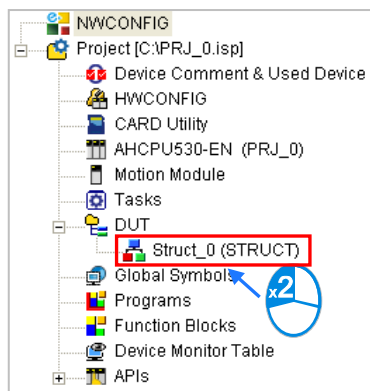 NWCONFIG
Project [C:\PRJ_0.isp]
Device Comment & Used Device
HWCONFIG
CARD Utility
AHCPU530-EN (PRJ_0)
Motion Module
Tasks
DUT
Struct_0 (STRUCT)
Global Symbols
x2
Programs
Function Blocks
Device Monitor Table
APIs